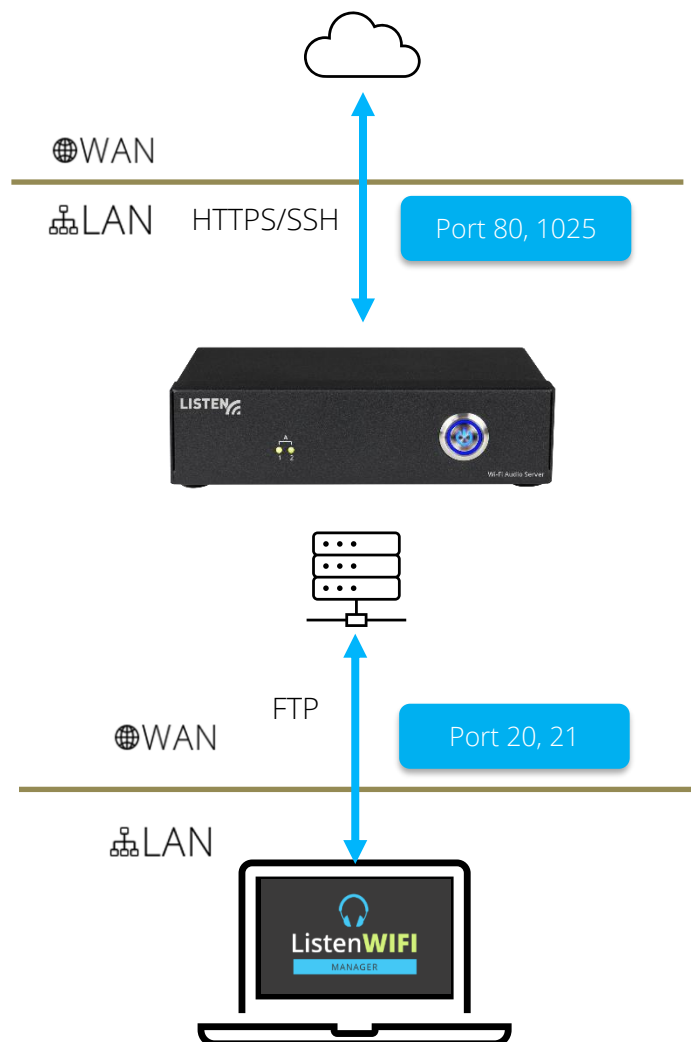 WAN
LAN HTTPS/SSH Port 80, 1025
LISTEN
A
1 2
Wi-Fi Audio Server
FTP
WAN Port 20, 21
LAN
ListenWIFI
MANAGER